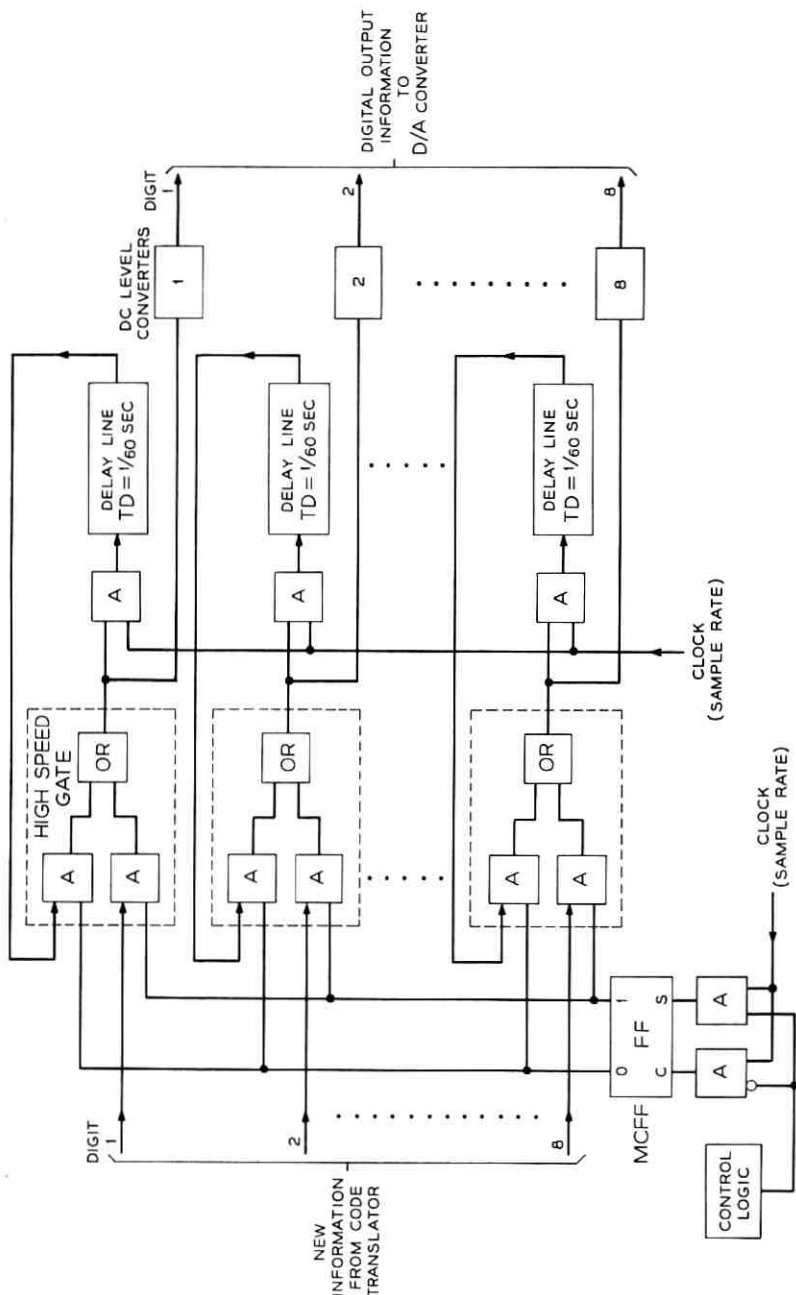 NEW
INFORMATION
FROM CODE
TRANSLATOR
DIGIT
1
2
8
HIGH SPEED
GATE
A
A
OR
A
DELAY LINE
TD = 1/60 SEC
DC LEVEL
CONVERTERS
1
DIGIT
1
A
A
OR
A
DELAY LINE
TD = 1/60 SEC
2
2
A
A
OR
A
DELAY LINE
TD = 1/60 SEC
8
8
DIGITAL OUTPUT
INFORMATION
TO
D/A CONVERTER
CLOCK
(SAMPLE RATE)
0 1
FF
C S
MCFF
A
A
CLOCK
(SAMPLE RATE)
CONTROL
LOGIC